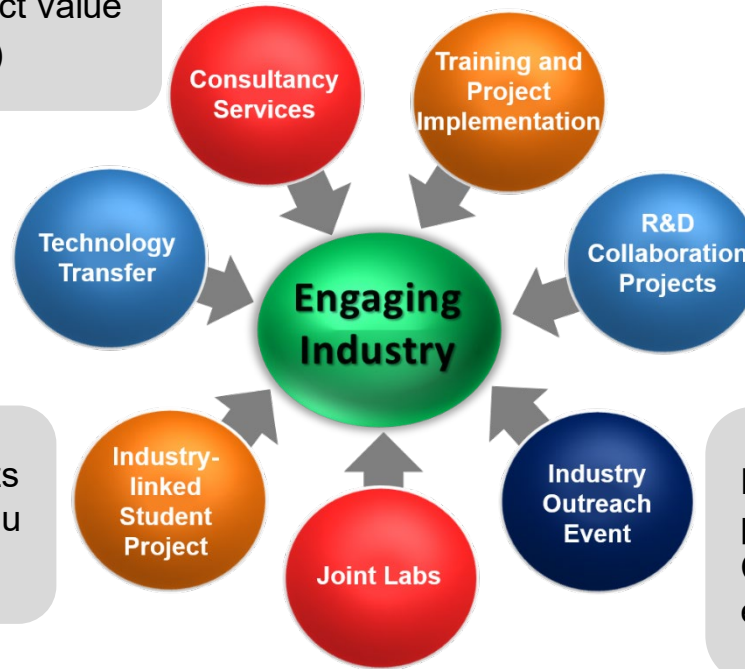 ct value
)
Consultancy
Services
Training and
Project
Implementation
Technology
Transfer
R&D
Collaboration
Projects
Engaging
Industry
ts
u
Industry-
linked
Student
Project
Joint Labs
Industry
Outreach
Event